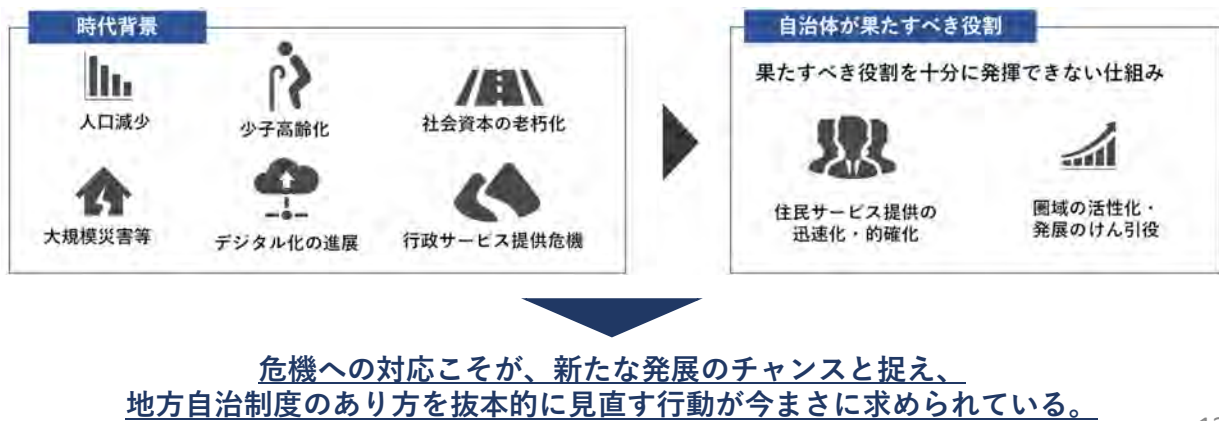 時代背景
人口減少
少子高齢化
社会資本の老朽化
大規模災害等
デジタル化の進展
行政サービス提供危機
自治体が果たすべき役割
果たすべき役割を十分に発揮できない仕組み
住民サービス提供の
迅速化・的確化
圏域の活性化・
発展のけん引役
危機への対応こそが、新たな発展のチャンスと捉え、
地方自治制度のあり方を抜本的に見直す行動が今まさに求められている。